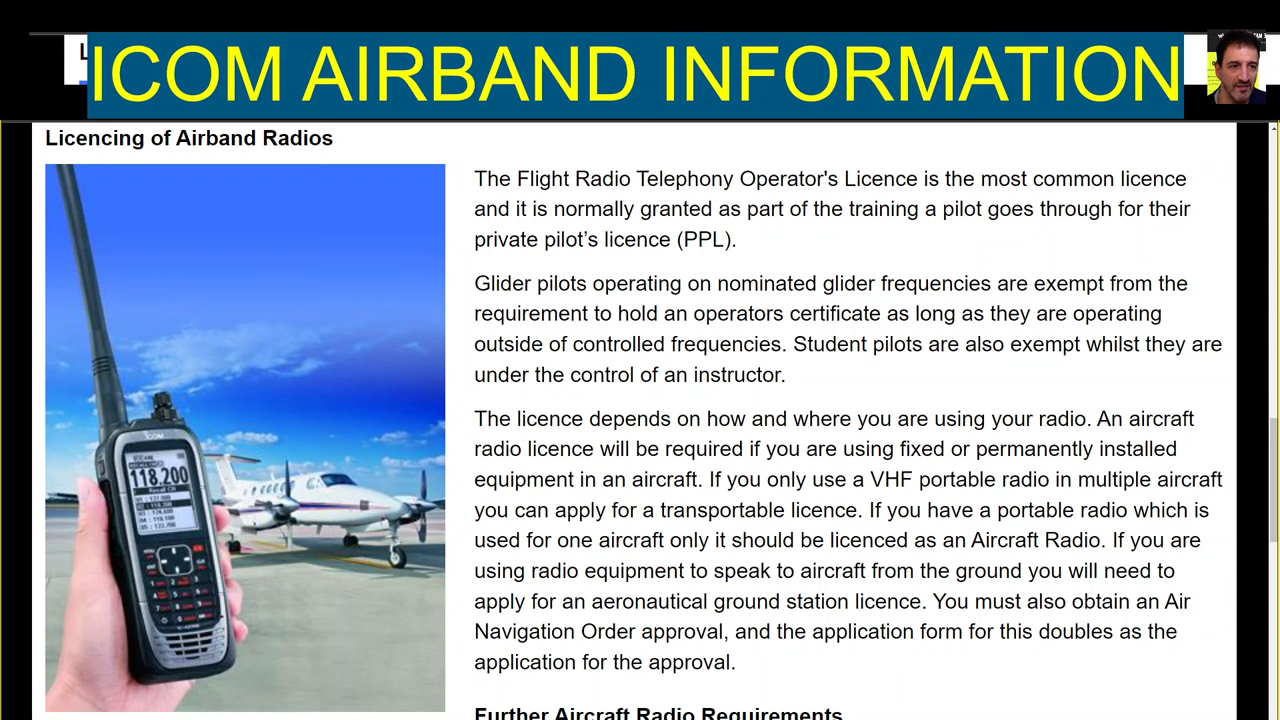 ICOM AIRBAND INFORMATION
Licencing of Airband Radios
The Flight Radio Telephony Operator's Licence is the most common licence
and it is normally granted as part of the training a pilot goes through for their
private pilot’s licence (PPL).
Glider pilots operating on nominated glider frequencies are exempt from the
requirement to hold an operators certificate as long as they are operating
outside of controlled frequencies. Student pilots are also exempt whilst they are
under the control of an instructor.
The licence depends on how and where you are using your radio. An aircraft
radio licence will be required if you are using fixed or permanently installed
equipment in an aircraft. If you only use a VHF portable radio in multiple aircraft
you can apply for a transportable licence. If you have a portable radio which is
used for one aircraft only it should be licenced as an Aircraft Radio. If you are
using radio equipment to speak to aircraft from the ground you will need to
apply for an aeronautical ground station licence. You must also obtain an Air
Navigation Order approval, and the application form for this doubles as the
application for the approval.
Further Aircraft Radio Requirements
ICOM
118.200